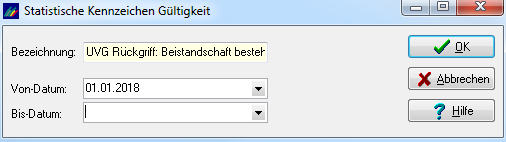 Statistische Kennzeichen Gültigkeit
Bezeichnung: UVG Rückgriff: Beistandschaft besteh
OK
Von-Datum: 01.01.2018
Abbrechen
Bis-Datum:
Hilfe